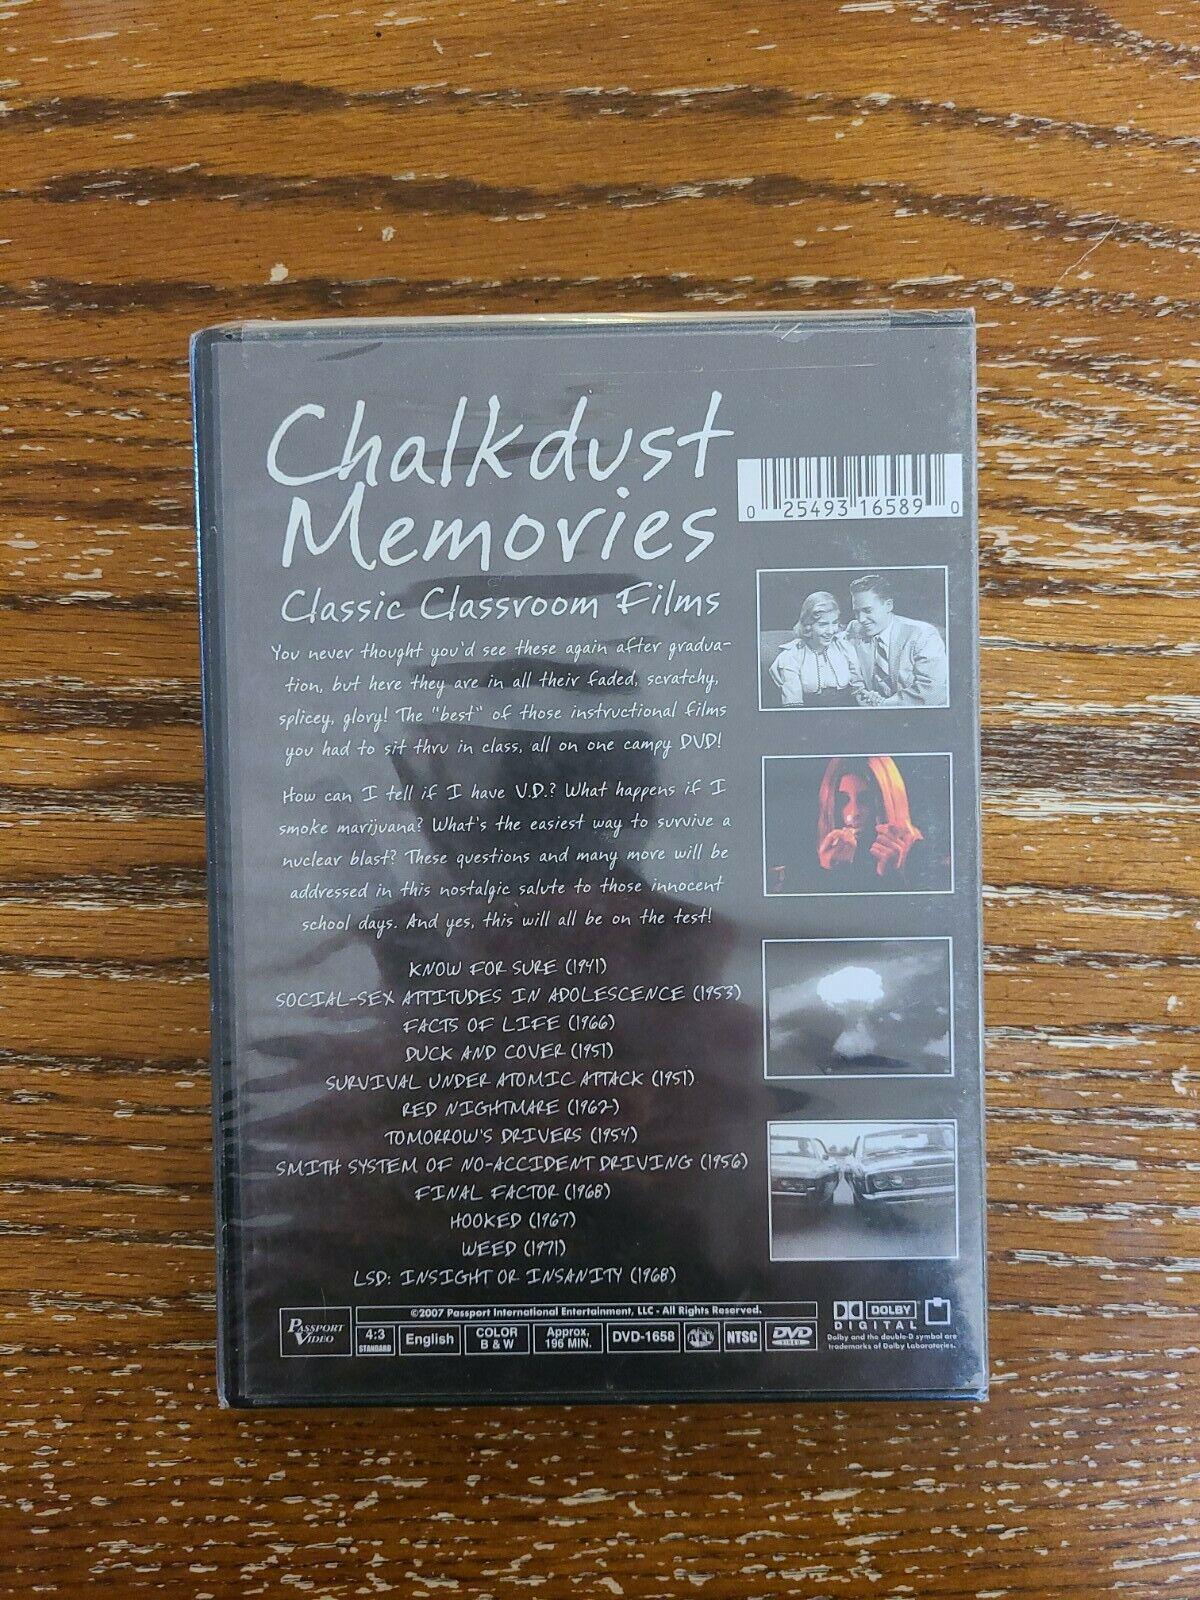 Chalkdust
Memories
Classic Classroom Films
You never thought you'd see these again after gradua-
tion, but here they are in all their faded, scratchy,
splicey, glory! The "best" of those instructional films
you had to sit thru in class, all on one campy DVD!
How can I tell if I have V.D.? What happens if I
smoke marijuana? What's the easiest way to survive a
nuclear blast? These questions and many more will be
addressed in this nostalgic salute to those innocent
school days. And yes, this will all be on the test!
KNOW FOR SURE (1941)
SOCIAL-SEX ATTITUDES IN ADOLESCENCE (1953)
FACTS OF LIFE (1966)
DUCK AND COVER (1951)
SURVIVAL UNDER ATOMIC ATTACK (1951)
RED NIGHTMARE (1962)
TOMORROW'S DRIVERS (1954)
SMITH SYSTEM OF NO-ACCIDENT DRIVING (1956)
FINAL FACTOR (1968)
HOOKED (1967)
WEED (1971)
LSD: INSIGHT OR INSANITY (1968)
0 25493 16589 0
PASSPORT
VIDEO
©2007 Passport International Entertainment, LLC - All Rights Reserved.
4:3
STANDARD
English
COLOR
B & W
Approx.
196 MIN.
DVD-1658
ALL
NTSC
DVD
VIDEO
DOLBY
DIGITAL
Dolby and the double-D symbol are
trademarks of Dolby Laboratories.